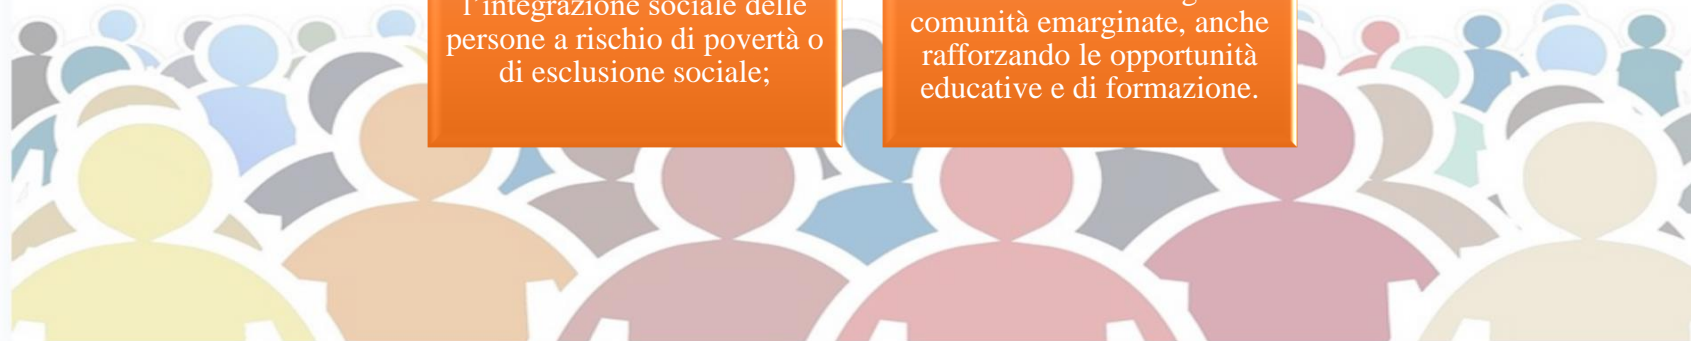 l'integrazione sociale delle
persone a rischio di povertà o
di esclusione sociale;
comunità emarginate, anche
rafforzando le opportunità
educative e di formazione.